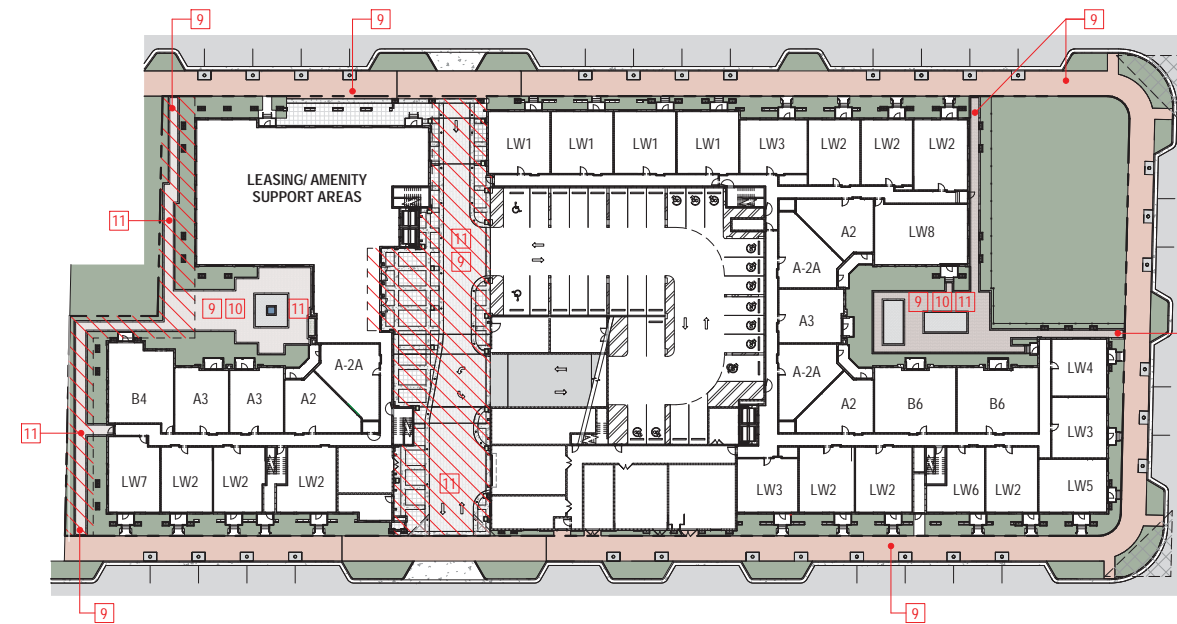 9
9
9
LW1
LW1
LW1
LW1
LW3
LW2
LW2
LW2
LEASING/ AMENITY
SUPPORT AREAS
11
11
9
A2
LW8
A-2A
9
10
11
9
10
11
A3
A-2A
B4
A3
A3
A2
A-2A
A2
B6
B6
LW4
LW3
11
LW7
LW2
LW2
LW2
11
LW3
LW2
LW2
LW6
LW2
LW5
9
9